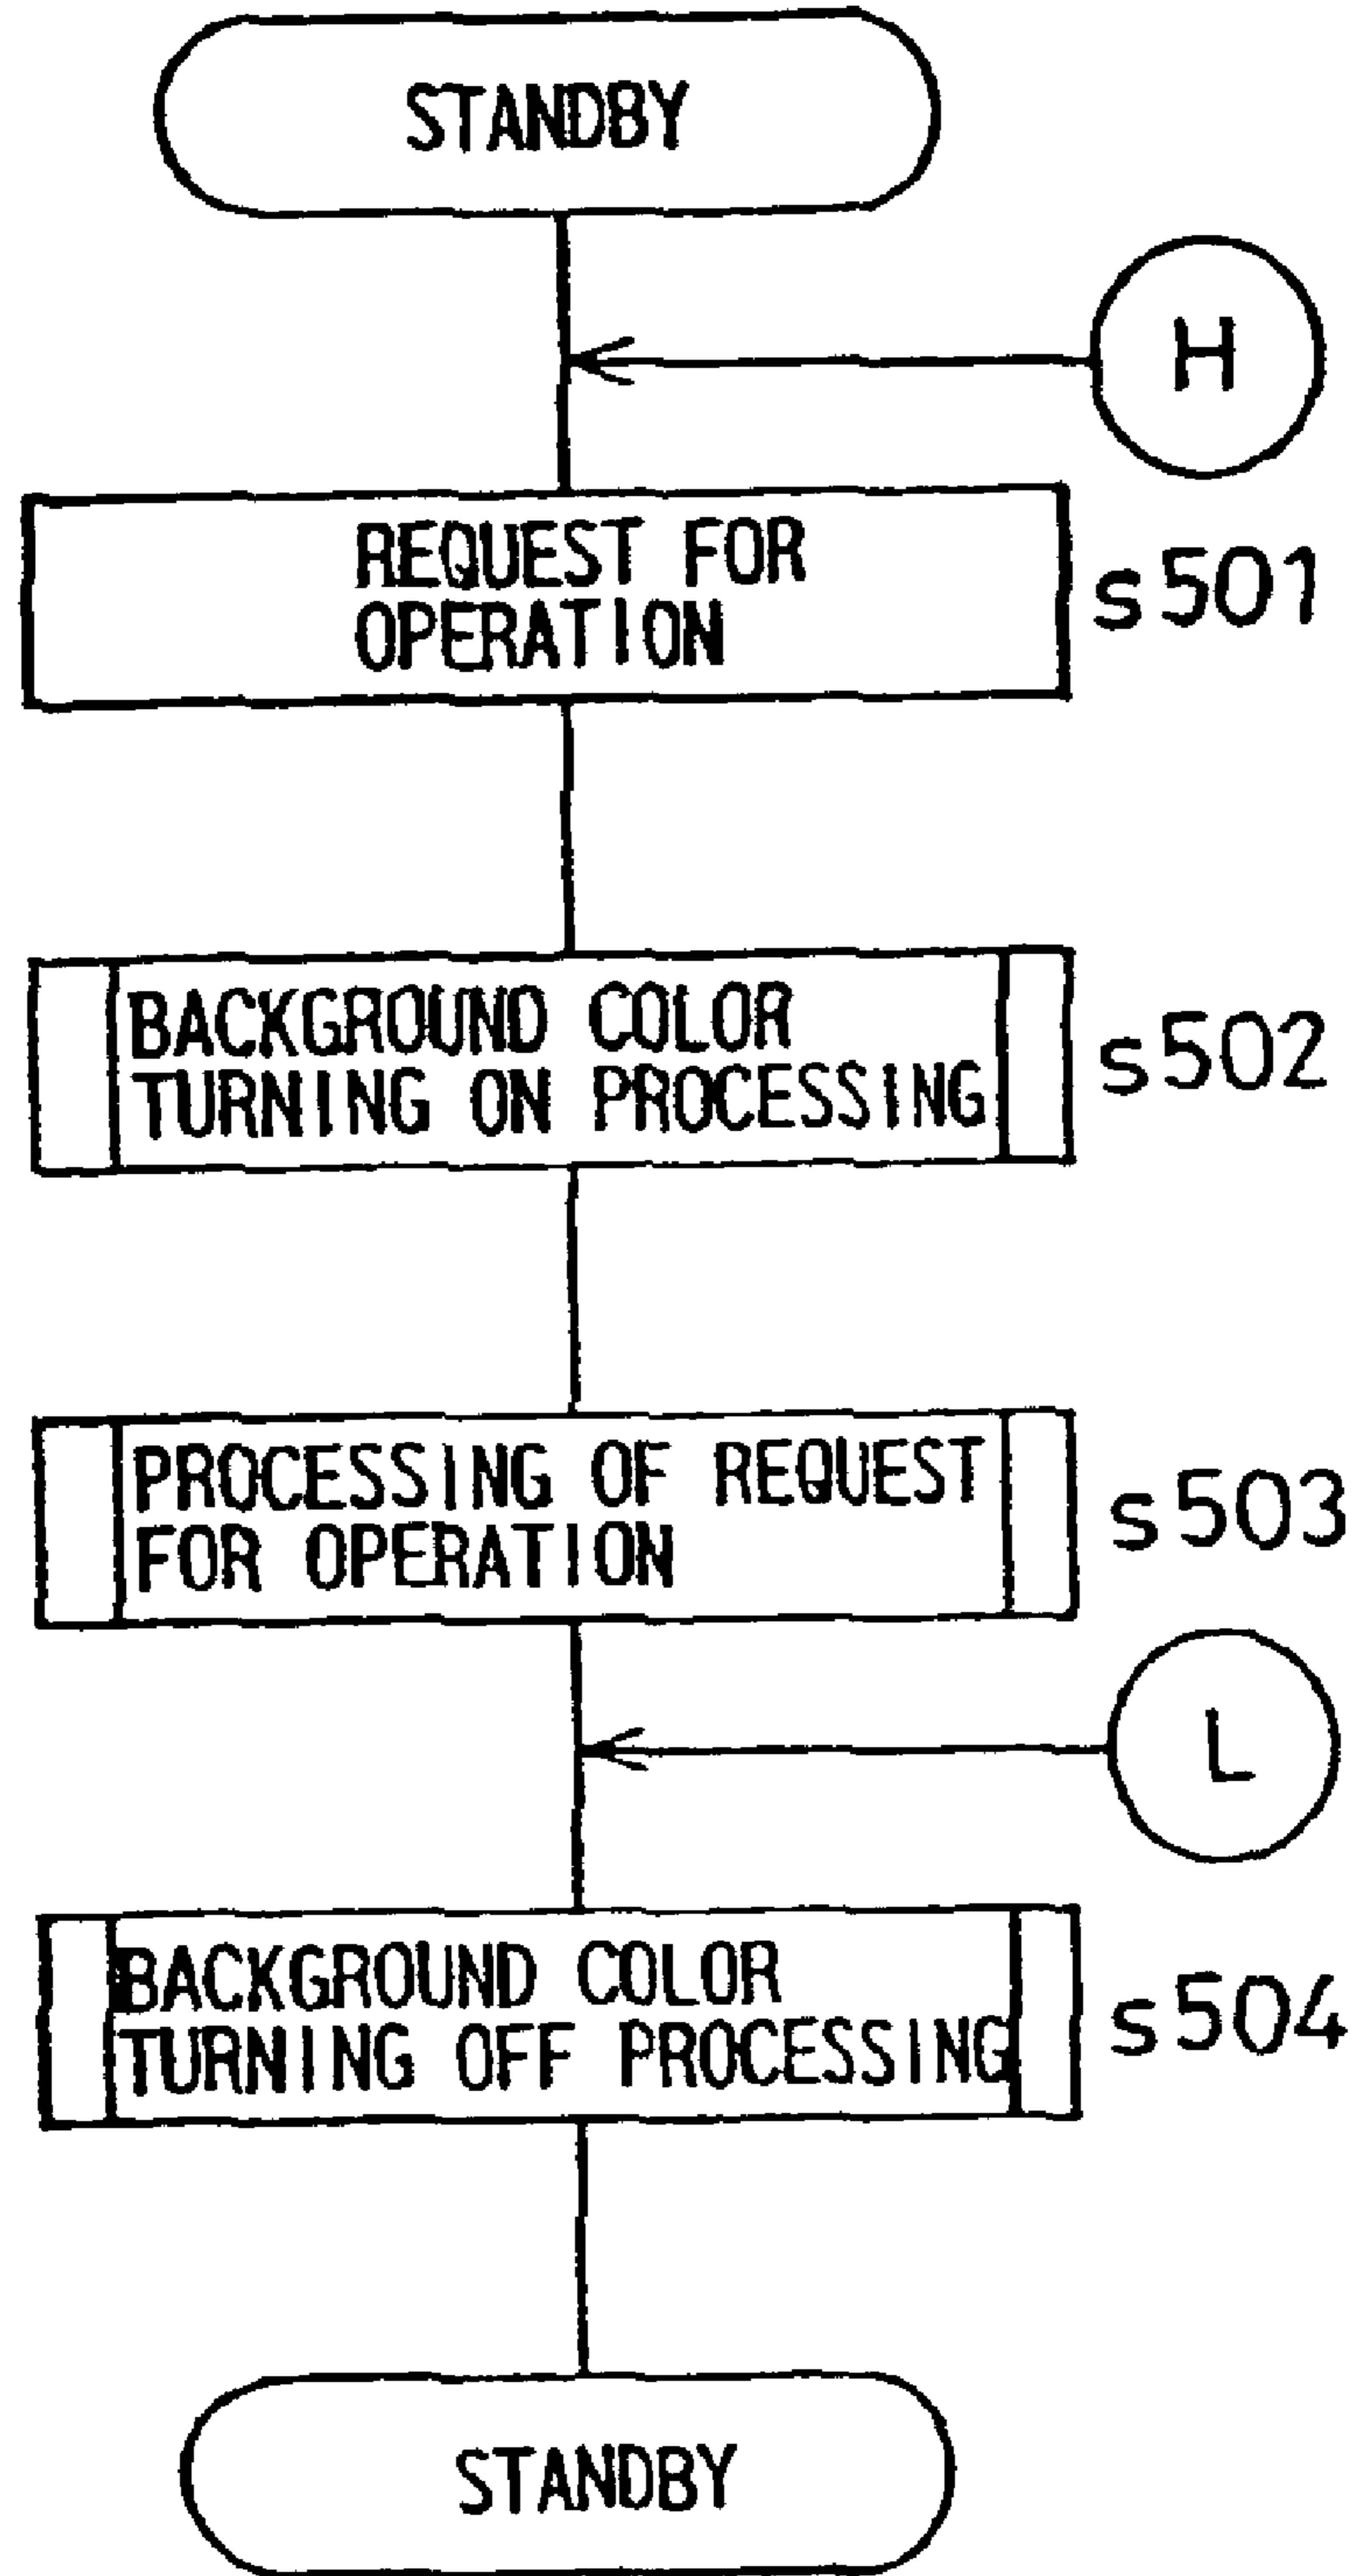 STANDBY
H
REQUEST FOR
OPERATION
s501
BACKGROUND COLOR
TURNING ON PROCESSING
s502
PROCESSING OF REQUEST
FOR OPERATION
s503
L
BACKGROUND COLOR
TURNING OFF PROCESSING
s504
STANDBY